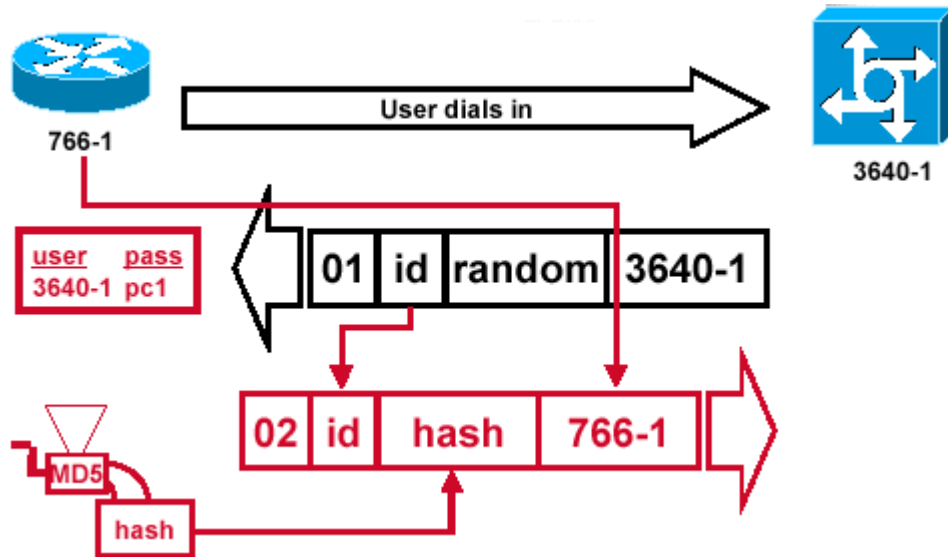 User dials in
766-1
3640-1
user pass
3640-1 pc1
01 id random 3640-1
02 id hash 766-1
MD5
hash